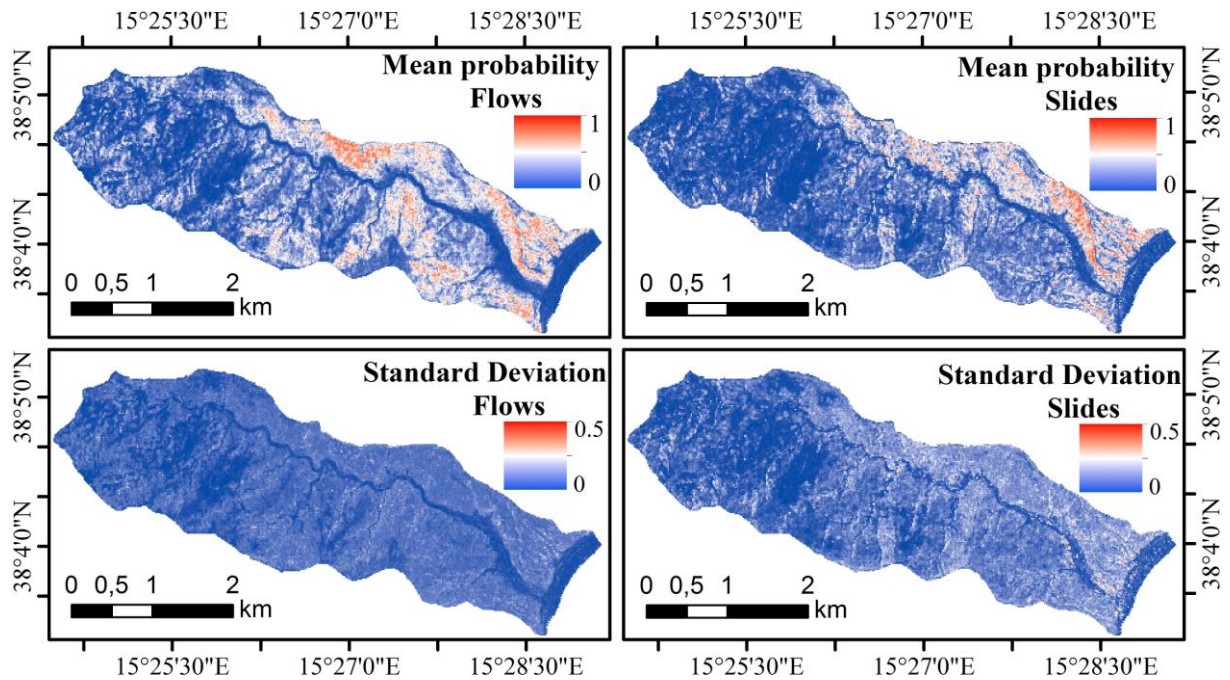 15°25'30"E 15°27'0"E 15°28'30"E 15°25'30"E 15°27'0"E 15°28'30"E
38°5'0"N
38°4'0"N
Mean probability
Flows
1
0
0 0,5 1 2
km
Mean probability
Slides
1
0
0 0,5 1 2
km
38°5'0"N
38°4'0"N
38°5'0"N
38°4'0"N
Standard Deviation
Flows
0.5
0
0 0,5 1 2
km
Standard Deviation
Slides
0.5
0
0 0,5 1 2
km
38°5'0"N
38°4'0"N
15°25'30"E 15°27'0"E 15°28'30"E 15°25'30"E 15°27'0"E 15°28'30"E